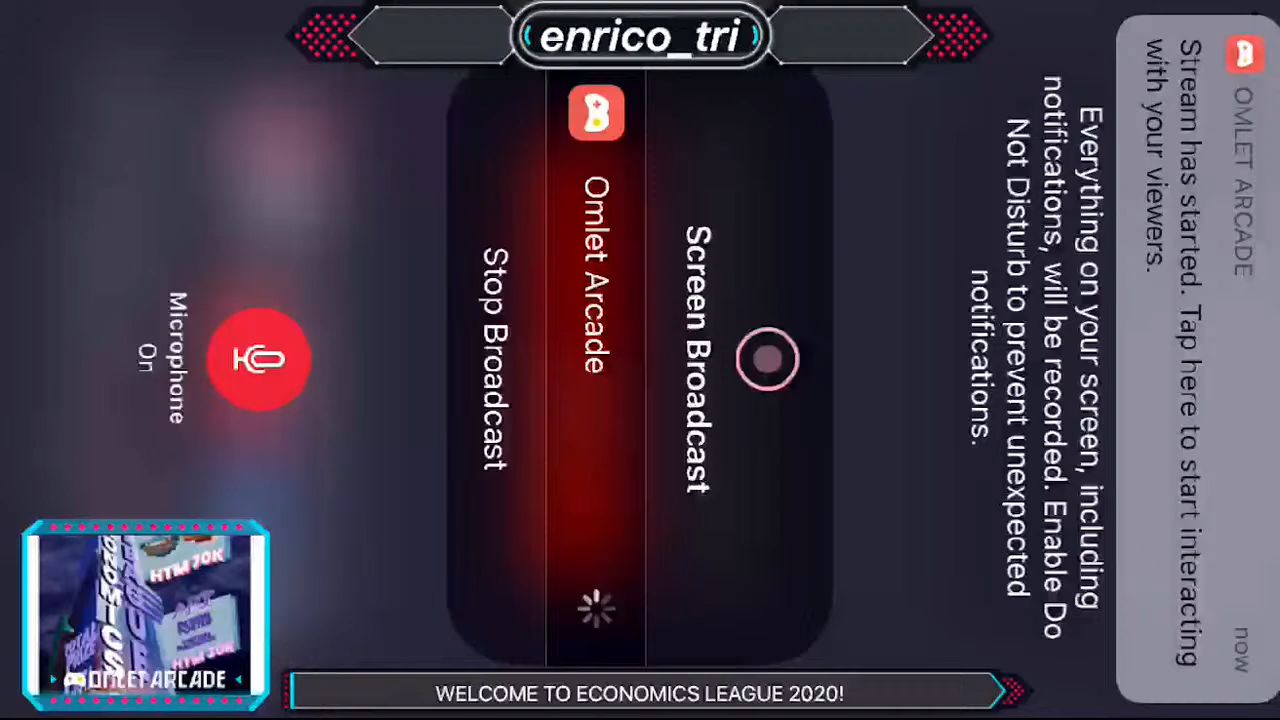 enrico_tri
OMLET ARCADE
now
Stream has started. Tap here to start interacting
with your viewers.
Everything on your screen, including
notifications, will be recorded. Enable Do
Not Disturb to prevent unexpected
notifications.
Screen Broadcast
Omlet Arcade
Stop Broadcast
Microphone
On
HTM 70K
OMLET ARCADE
WELCOME TO ECONOMICS LEAGUE 2020!